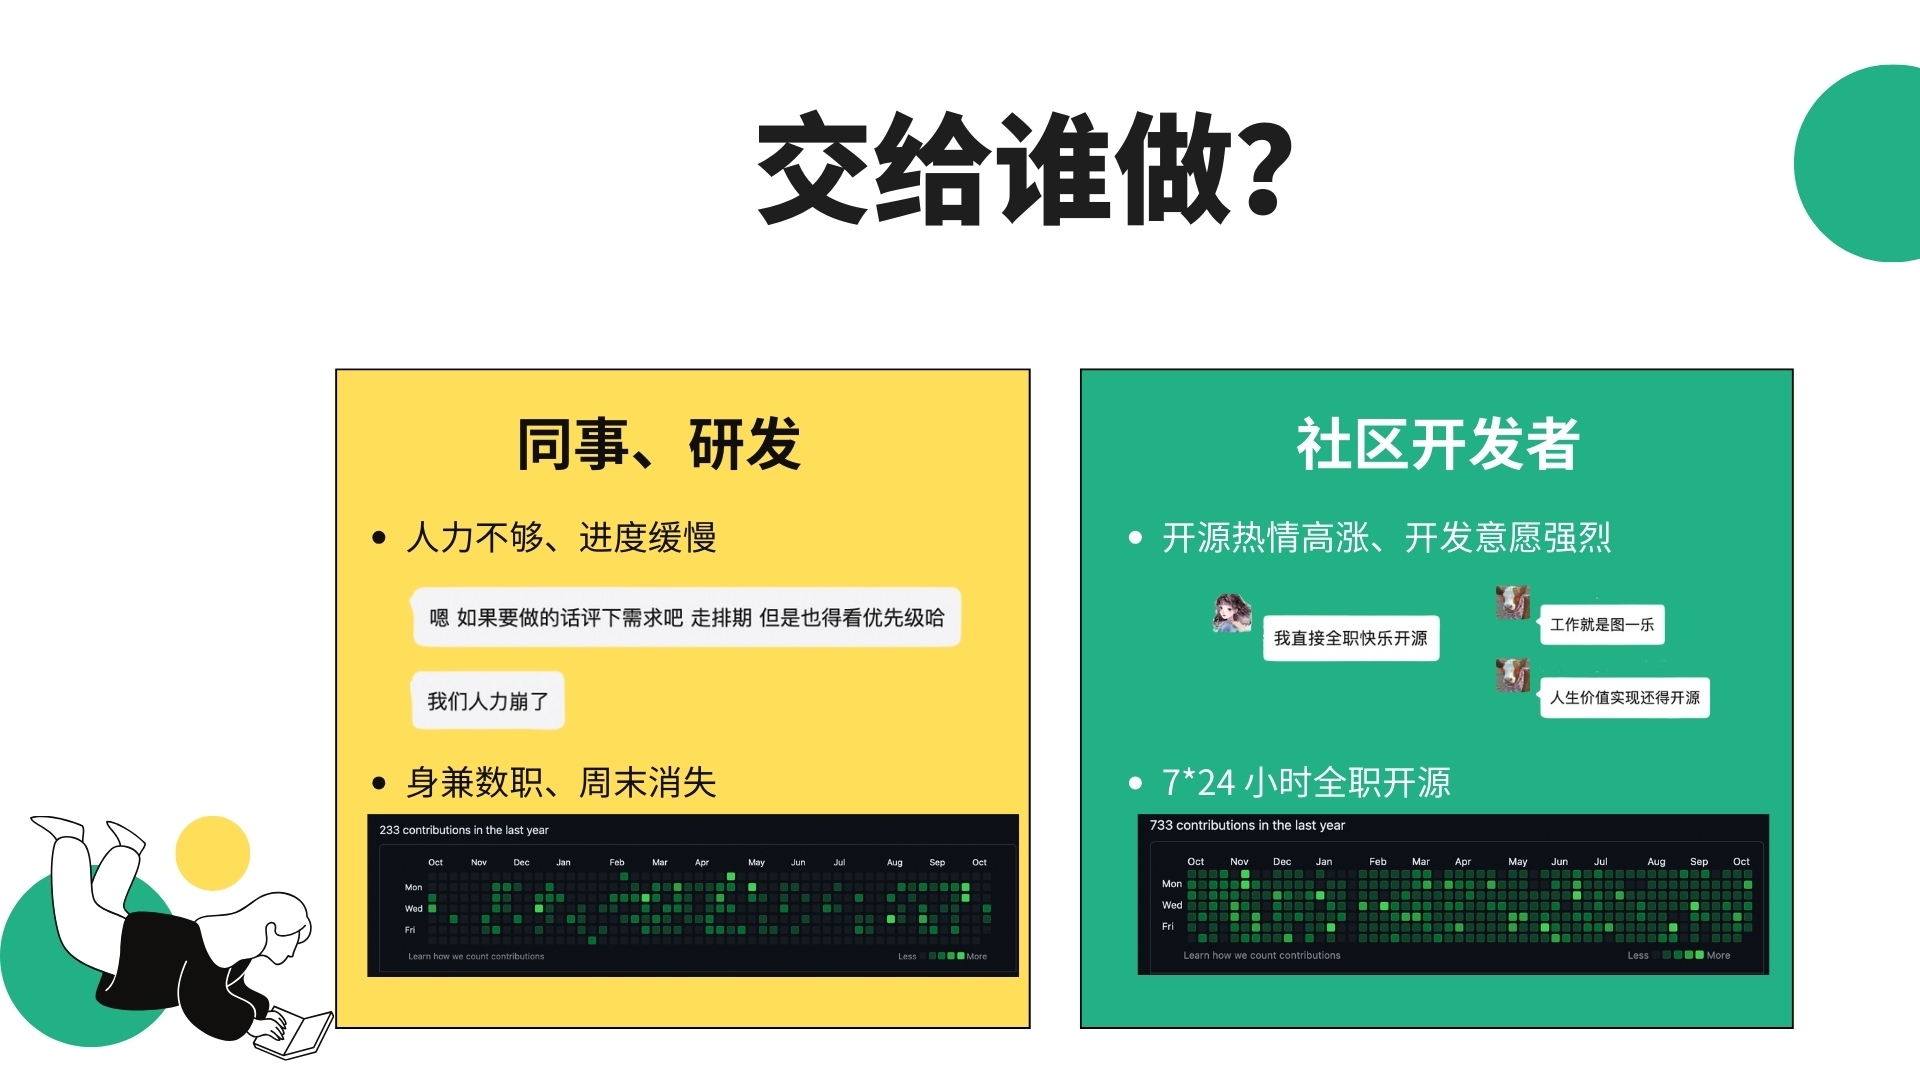 交给谁做？
同事、研发
人力不够、进度缓慢
嗯 如果要做的话评下需求吧 走排期 但是也得看优先级哈
我们人力崩了
身兼数职、周末消失
233 contributions in the last year
Oct Nov Dec Jan Feb Mar Apr May Jun Jul Aug Sep Oct
Mon
Wed
Fri
Learn how we count contributions
Less More
社区开发者
开源热情高涨、开发意愿强烈
我直接全职快乐开源
工作就是图一乐
人生价值实现还得开源
7*24 小时全职开源
733 contributions in the last year
Oct Nov Dec Jan Feb Mar Apr May Jun Jul Aug Sep Oct
Mon
Wed
Fri
Learn how we count contributions
Less More